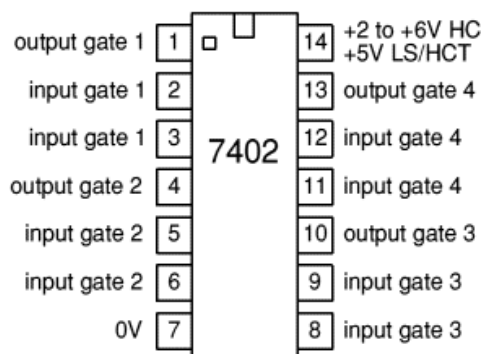 output gate 1 1 14 +2 to +6V HC
+5V LS/HCT
input gate 1 2 13 output gate 4
input gate 1 3 7402 12 input gate 4
output gate 2 4 11 input gate 4
input gate 2 5 10 output gate 3
input gate 2 6 9 input gate 3
0V 7 8 input gate 3